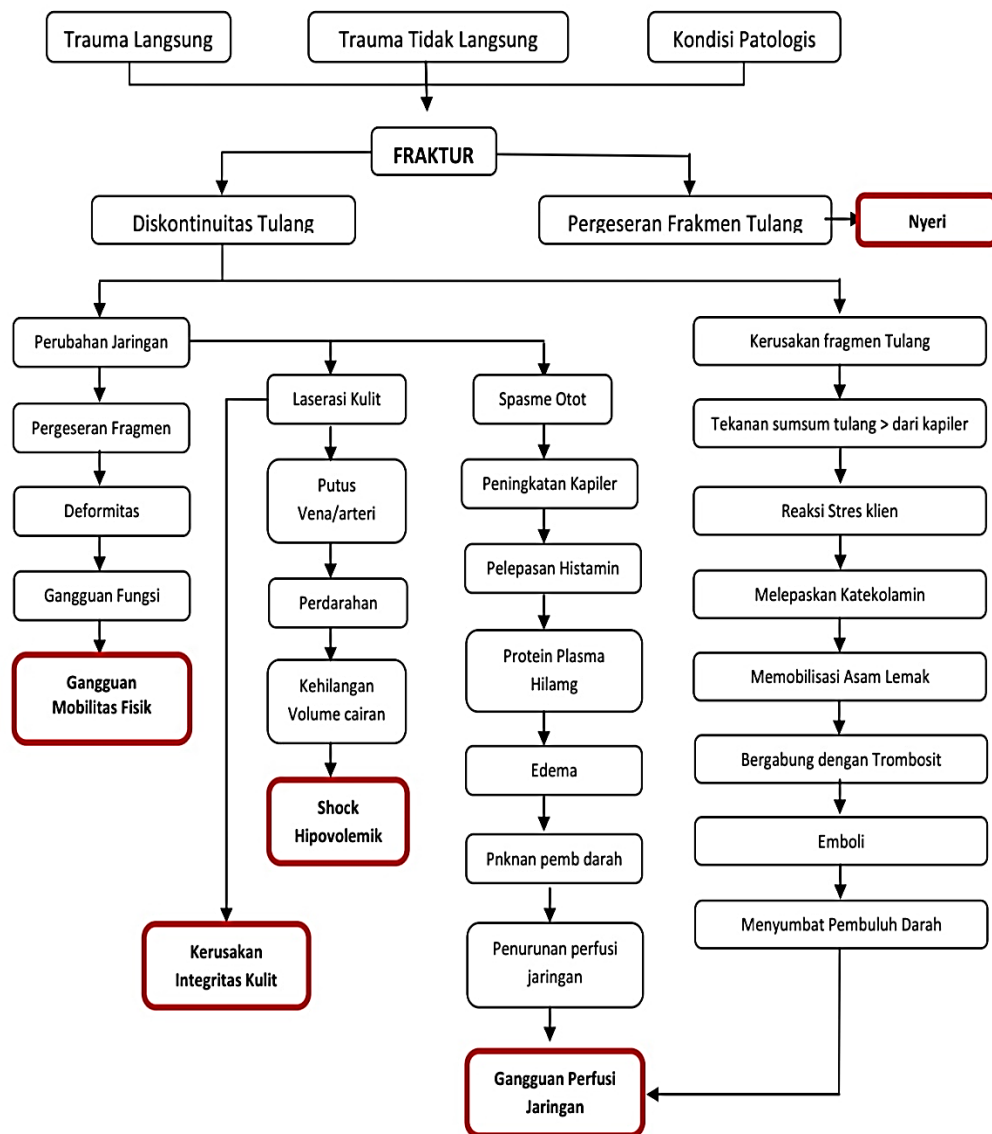 Trauma Langsung
Trauma Tidak Langsung
Kondisi Patologis
FRAKTUR
Diskontinuitas Tulang
Pergeseran Frakmen Tulang
Nyeri
Perubahan Jaringan
Kerusakan fragmen Tulang
Laserasi Kulit
Spasme Otot
Pergeseran Fragmen
Tekanan sumsum tulang > dari kapiler
Putus
Vena/arteri
Peningkatan Kapiler
Deformitas
Reaksi Stres klien
Pelepasan Histamin
Gangguan Fungsi
Perdarahan
Melepaskan Katekolamin
Gangguan
Mobilitas Fisik
Kehilangan
Volume cairan
Protein Plasma
Hilamg
Memobilisasi Asam Lemak
Edema
Bergabung dengan Trombosit
Shock
Hipovolemik
Pnknan pemb darah
Emboli
Kerusakan
Integritas Kulit
Penurunan perfusi
jaringan
Menyumbat Pembuluh Darah
Gangguan Perfusi
Jaringan